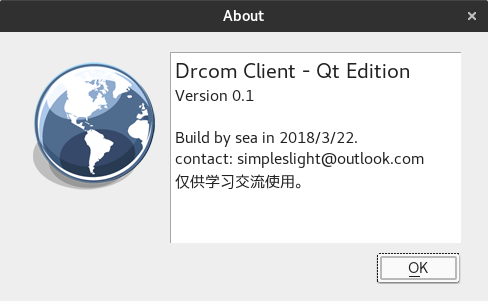 About
Drcom Client - Qt Edition
Version 0.1
Build by sea in 2018/3/22.
contact: simpleslight@outlook.com
仅供学习交流使用。
OK